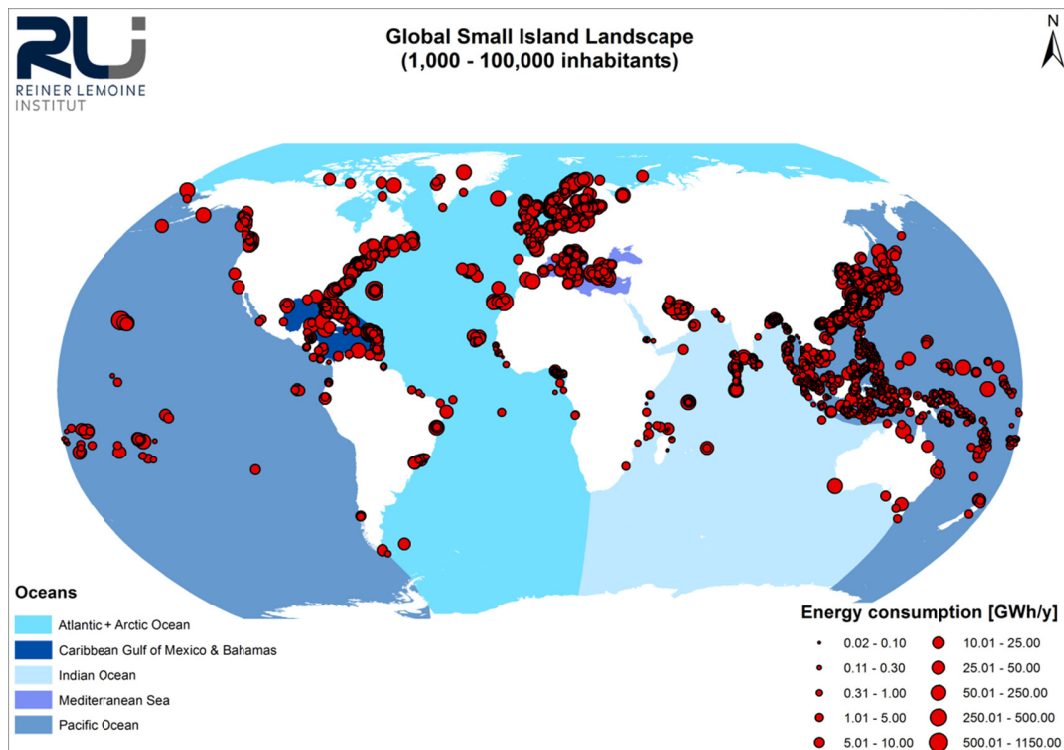 RLI
REINER LEMOINE
INSTITUT
Global Small Island Landscape
(1,000 - 100,000 inhabitants)
N
Oceans
Atlantic + Arctic Ocean
Caribbean Gulf of Mexico & Bahamas
Indian Ocean
Mediterranean Sea
Pacific Ocean
Energy consumption [GWh/y]
0.02 - 0.10
0.11 - 0.30
0.31 - 1.00
1.01 - 5.00
5.01 - 10.00
10.01 - 25.00
25.01 - 50.00
50.01 - 250.00
250.01 - 500.00
500.01 - 1150.00